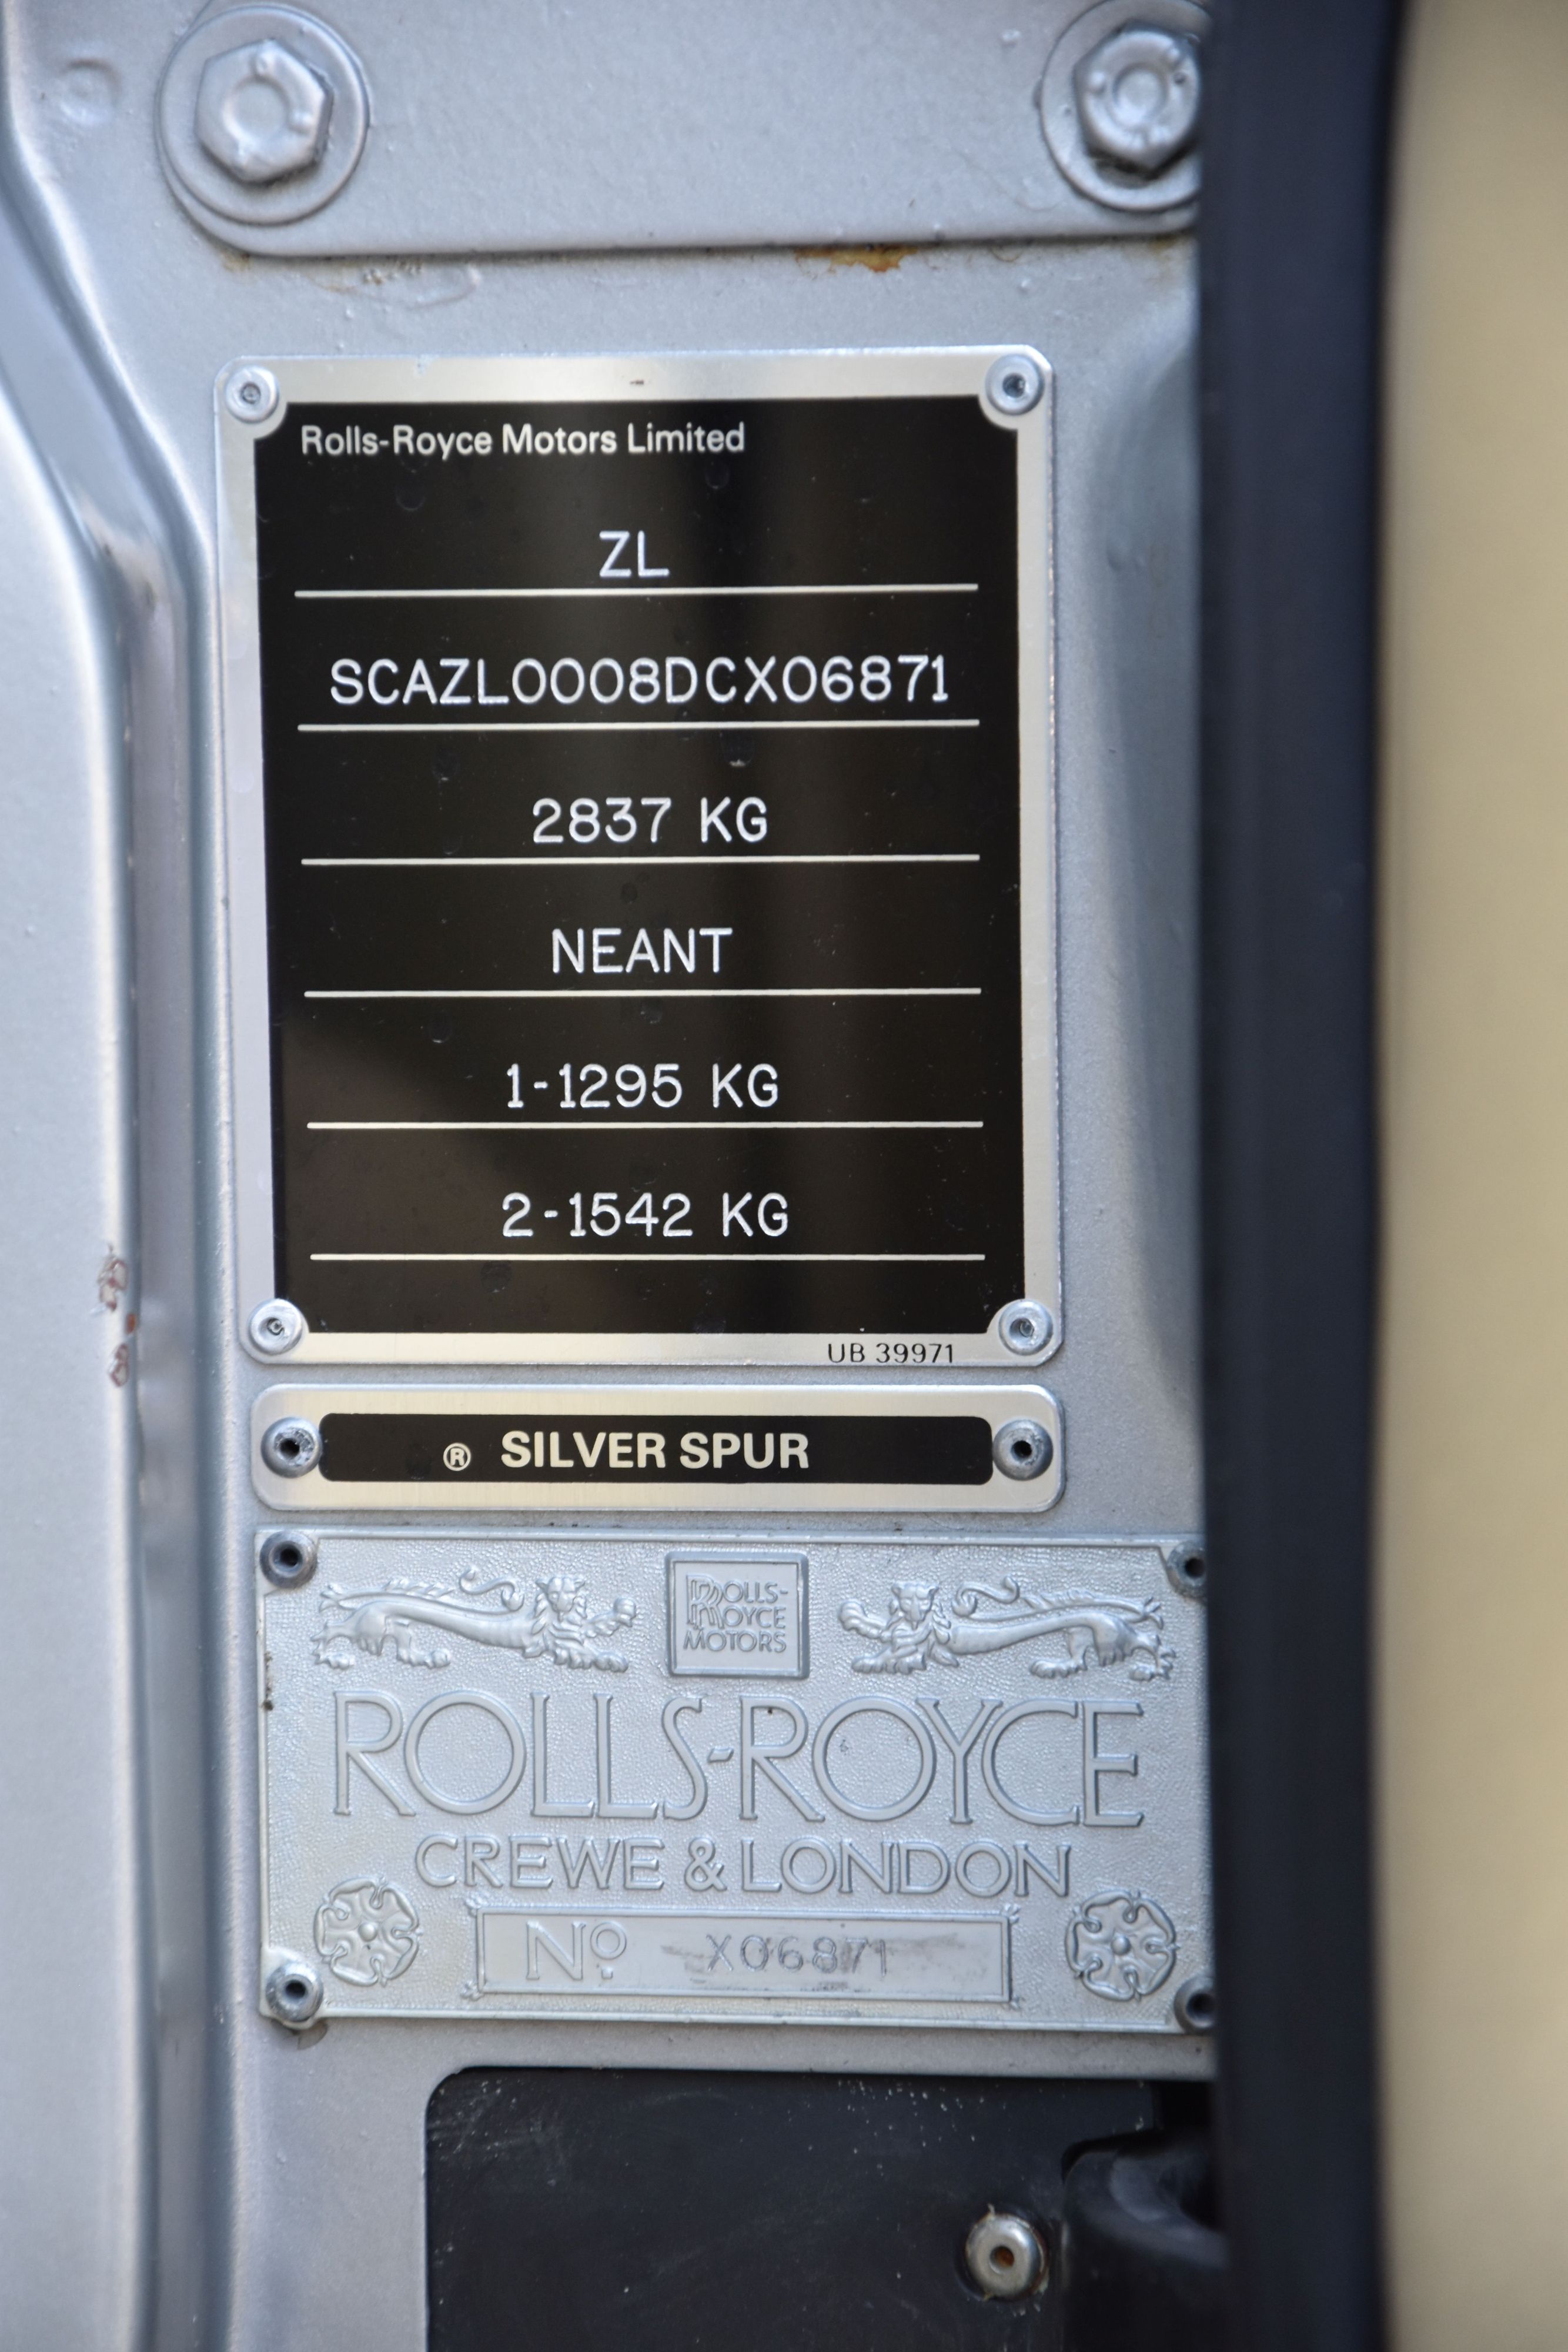 Rolls-Royce Motors Limited
ZL
SCAZL0008DCX06871
2837 KG
NEANT
1-1295 KG
2-1542 KG
UB 39971
® SILVER SPUR
ROLLS-
ROYCE
MOTORS
ROLLS-ROYCE
CREWE & LONDON
No. X06871